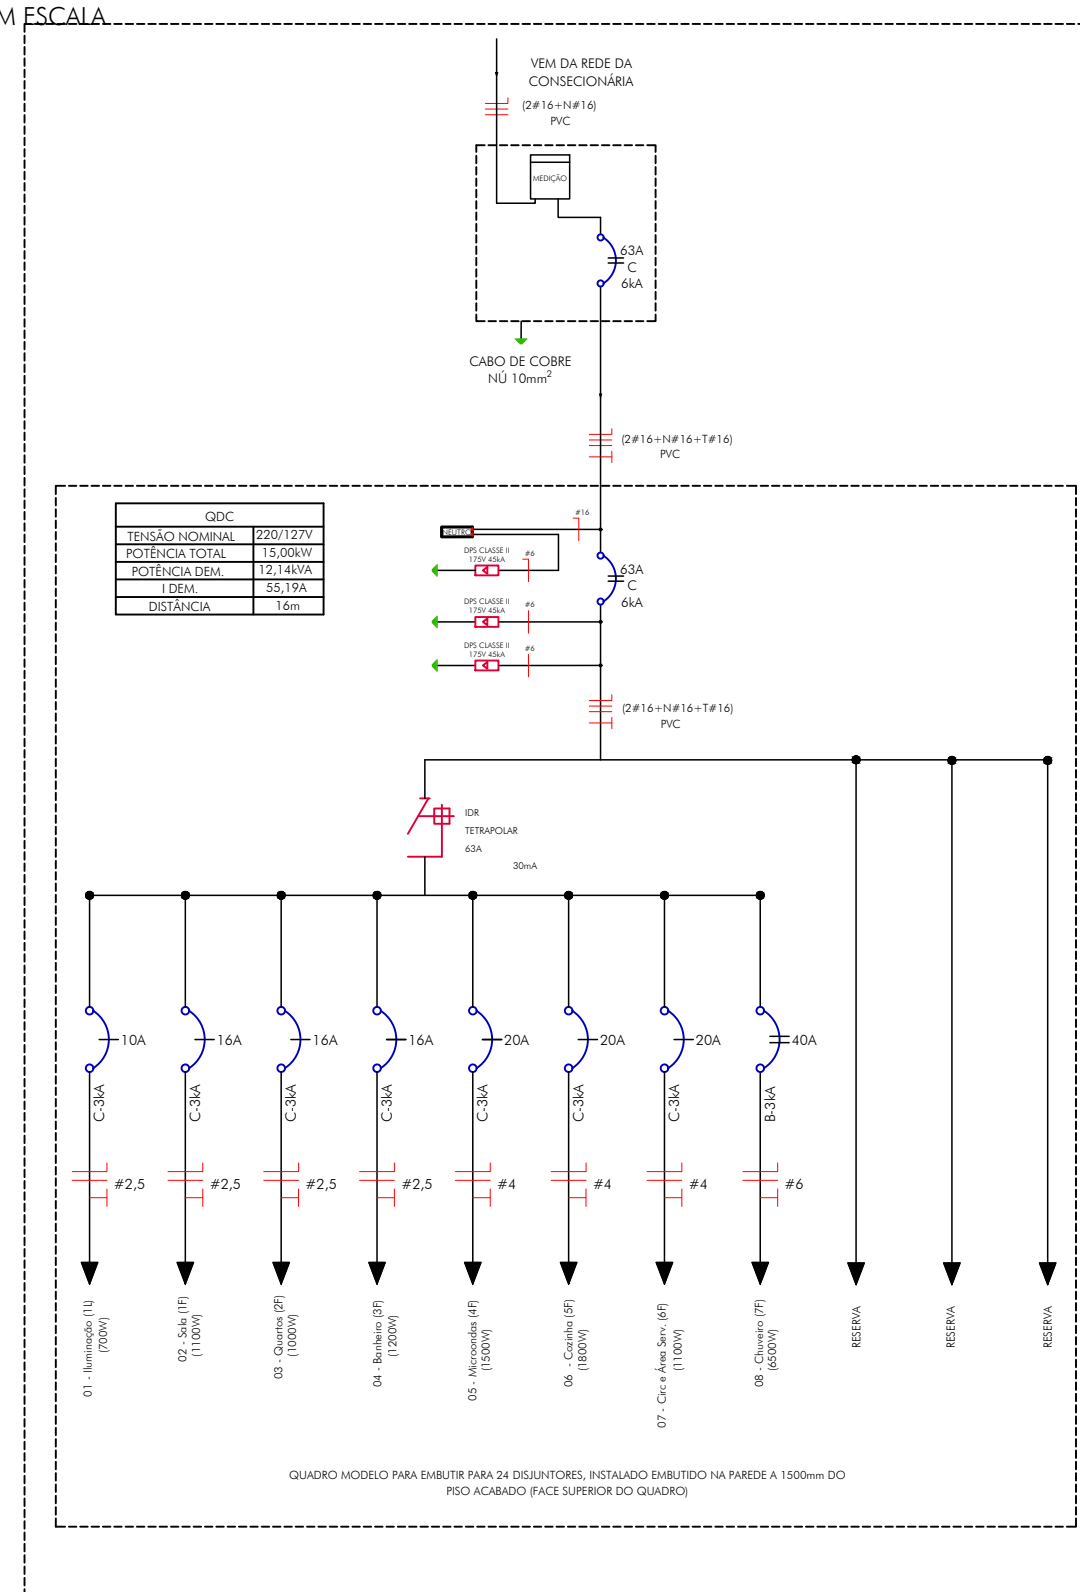 M ESCALA
VEM DA REDE DA
CONSECIONÁRIA
(2#16+N#16)
PVC
MEDIÇÃO
63A
C
6kA
CABO DE COBRE
NÚ 10mm²
(2#16+N#16+T#16)
PVC
QDC
TENSÃO NOMINAL 220/127V
POTÊNCIA TOTAL 15,00kW
POTÊNCIA DEM. 12,14kVA
I DEM. 55,19A
DISTÂNCIA 16m
#16
NEUTRO
DPS CLASSE II
175V 45kA
#6
63A
C
6kA
DPS CLASSE II
175V 45kA
#6
DPS CLASSE II
175V 45kA
#6
(2#16+N#16+T#16)
PVC
IDR
TETRAPOLAR
63A
30mA
10A
16A
16A
16A
20A
20A
20A
40A
C-3kA
C-3kA
C-3kA
C-3kA
C-3kA
C-3kA
C-3kA
B-3kA
#2,5
#2,5
#2,5
#2,5
#4
#4
#4
#6
01 - Iluminação (1L)
(700W)
02 - Sala (1F)
(1100W)
03 - Quartos (2F)
(1000W)
04 - Banheiro (3F)
(1200W)
05 - Microondas (4F)
(1500W)
06 - Cozinha (5F)
(1800W)
07 - Circ e Área Serv. (6F)
(1100W)
08 - Chuveiro (7F)
(6500W)
RESERVA
RESERVA
RESERVA
QUADRO MODELO PARA EMBUTIR PARA 24 DISJUNTORES, INSTALADO EMBUTIDO NA PAREDE A 1500mm DO
PISO ACABADO (FACE SUPERIOR DO QUADRO)